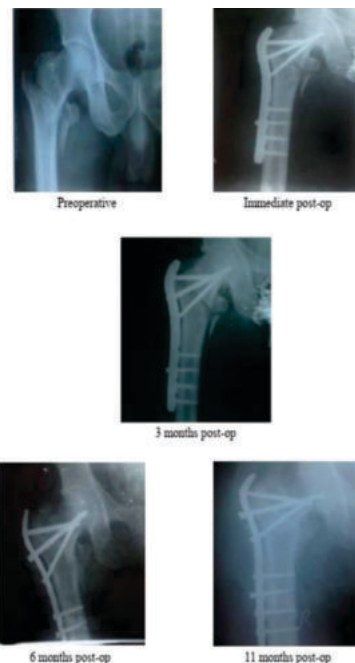 Preoperative
Immediate post-op
3 months post-op
6 months post-op
11 months post-op